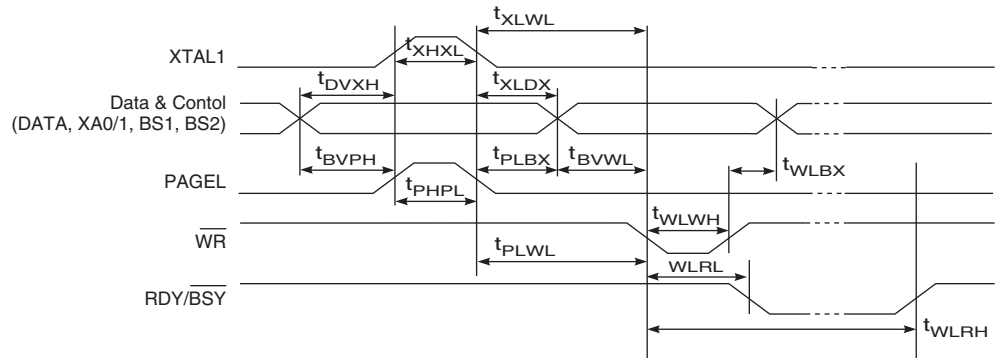 tXLWL
XTAL1
tXHXL
tDVXH
tXLDX
Data & Contol
(DATA, XA0/1, BS1, BS2)
tBVPH
tPLBX
tBVWL
tWLBX
PAGEL
tPHPL
tWLWH
WR
tPLWL
WLRL
RDY/BSY
tWLRH